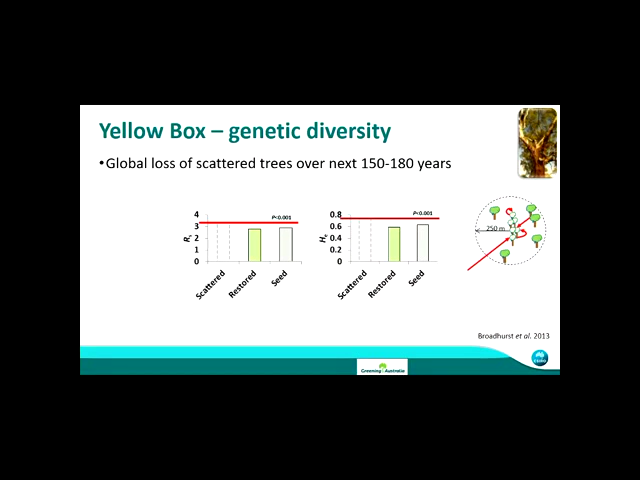 Yellow Box – genetic diversity
•Global loss of scattered trees over next 150-180 years
4
3
2
1
0
P<0.001
Scattered
Restored
Seed
0.8
0.6
0.4
0.2
0
P<0.001
Scattered
Restored
Seed
250 m
Broadhurst et al. 2013
Greening Australia
CSIRO